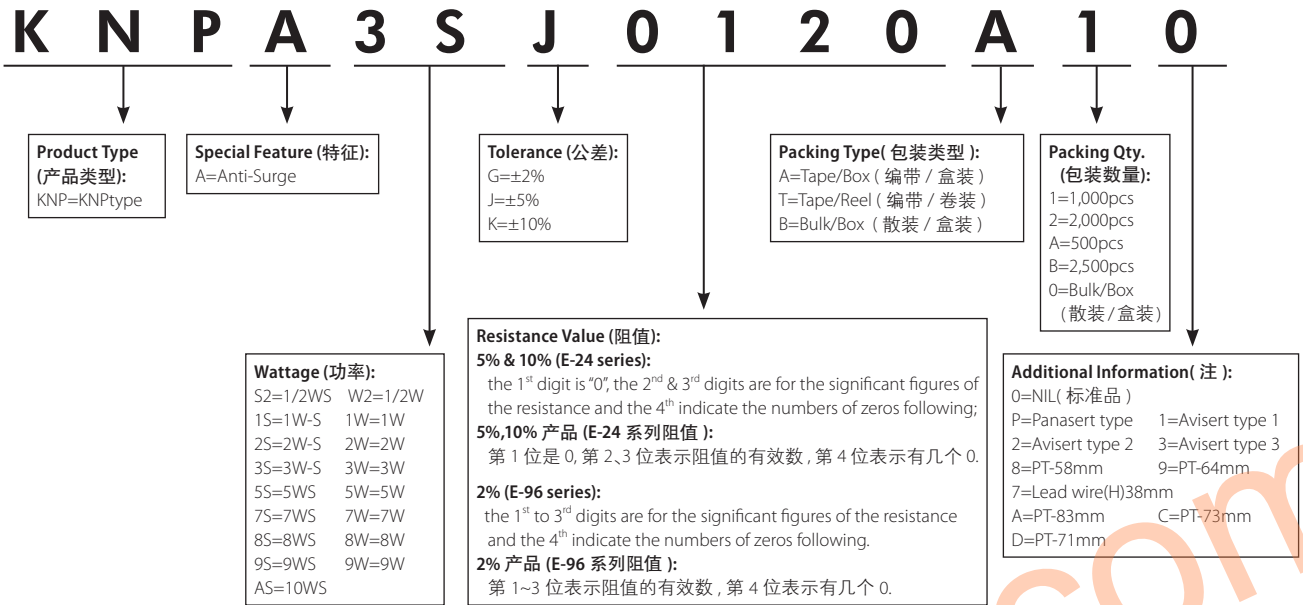 K N P A 3 S J 0 1 2 0 A 1 0
Product Type
(产品类型):
KNP=KNPtype
Special Feature (特征):
A=Anti-Surge
Tolerance (公差):
G=±2%
J=±5%
K=±10%
Packing Type( 包装类型 ):
A=Tape/Box ( 编带 / 盒装 )
T=Tape/Reel ( 编带 / 卷装 )
B=Bulk/Box ( 散装 / 盒装 )
Packing Qty.
(包装数量):
1=1,000pcs
2=2,000pcs
A=500pcs
B=2,500pcs
0=Bulk/Box
(散装/盒装)
Wattage (功率):
S2=1/2WS W2=1/2W
1S=1W-S 1W=1W
2S=2W-S 2W=2W
3S=3W-S 3W=3W
5S=5WS 5W=5W
7S=7WS 7W=7W
8S=8WS 8W=8W
9S=9WS 9W=9W
AS=10WS
Resistance Value (阻值):
5% & 10% (E-24 series):
the 1st digit is "0", the 2nd & 3rd digits are for the significant figures of
the resistance and the 4th indicate the numbers of zeros following;
5%,10% 产品 (E-24 系列阻值 ):
第 1 位是 0, 第 2、3 位表示阻值的有效数 , 第 4 位表示有几个 0.
2% (E-96 series):
the 1st to 3rd digits are for the significant figures of the resistance
and the 4th indicate the numbers of zeros following.
2% 产品 (E-96 系列阻值 ):
第 1~3 位表示阻值的有效数 , 第 4 位表示有几个 0.
Additional Information( 注 ):
0=NIL( 标准品 )
P=Panasert type 1=Avisert type 1
2=Avisert type 2 3=Avisert type 3
8=PT-58mm 9=PT-64mm
7=Lead wire(H)38mm
A=PT-83mm C=PT-73mm
D=PT-71mm
com